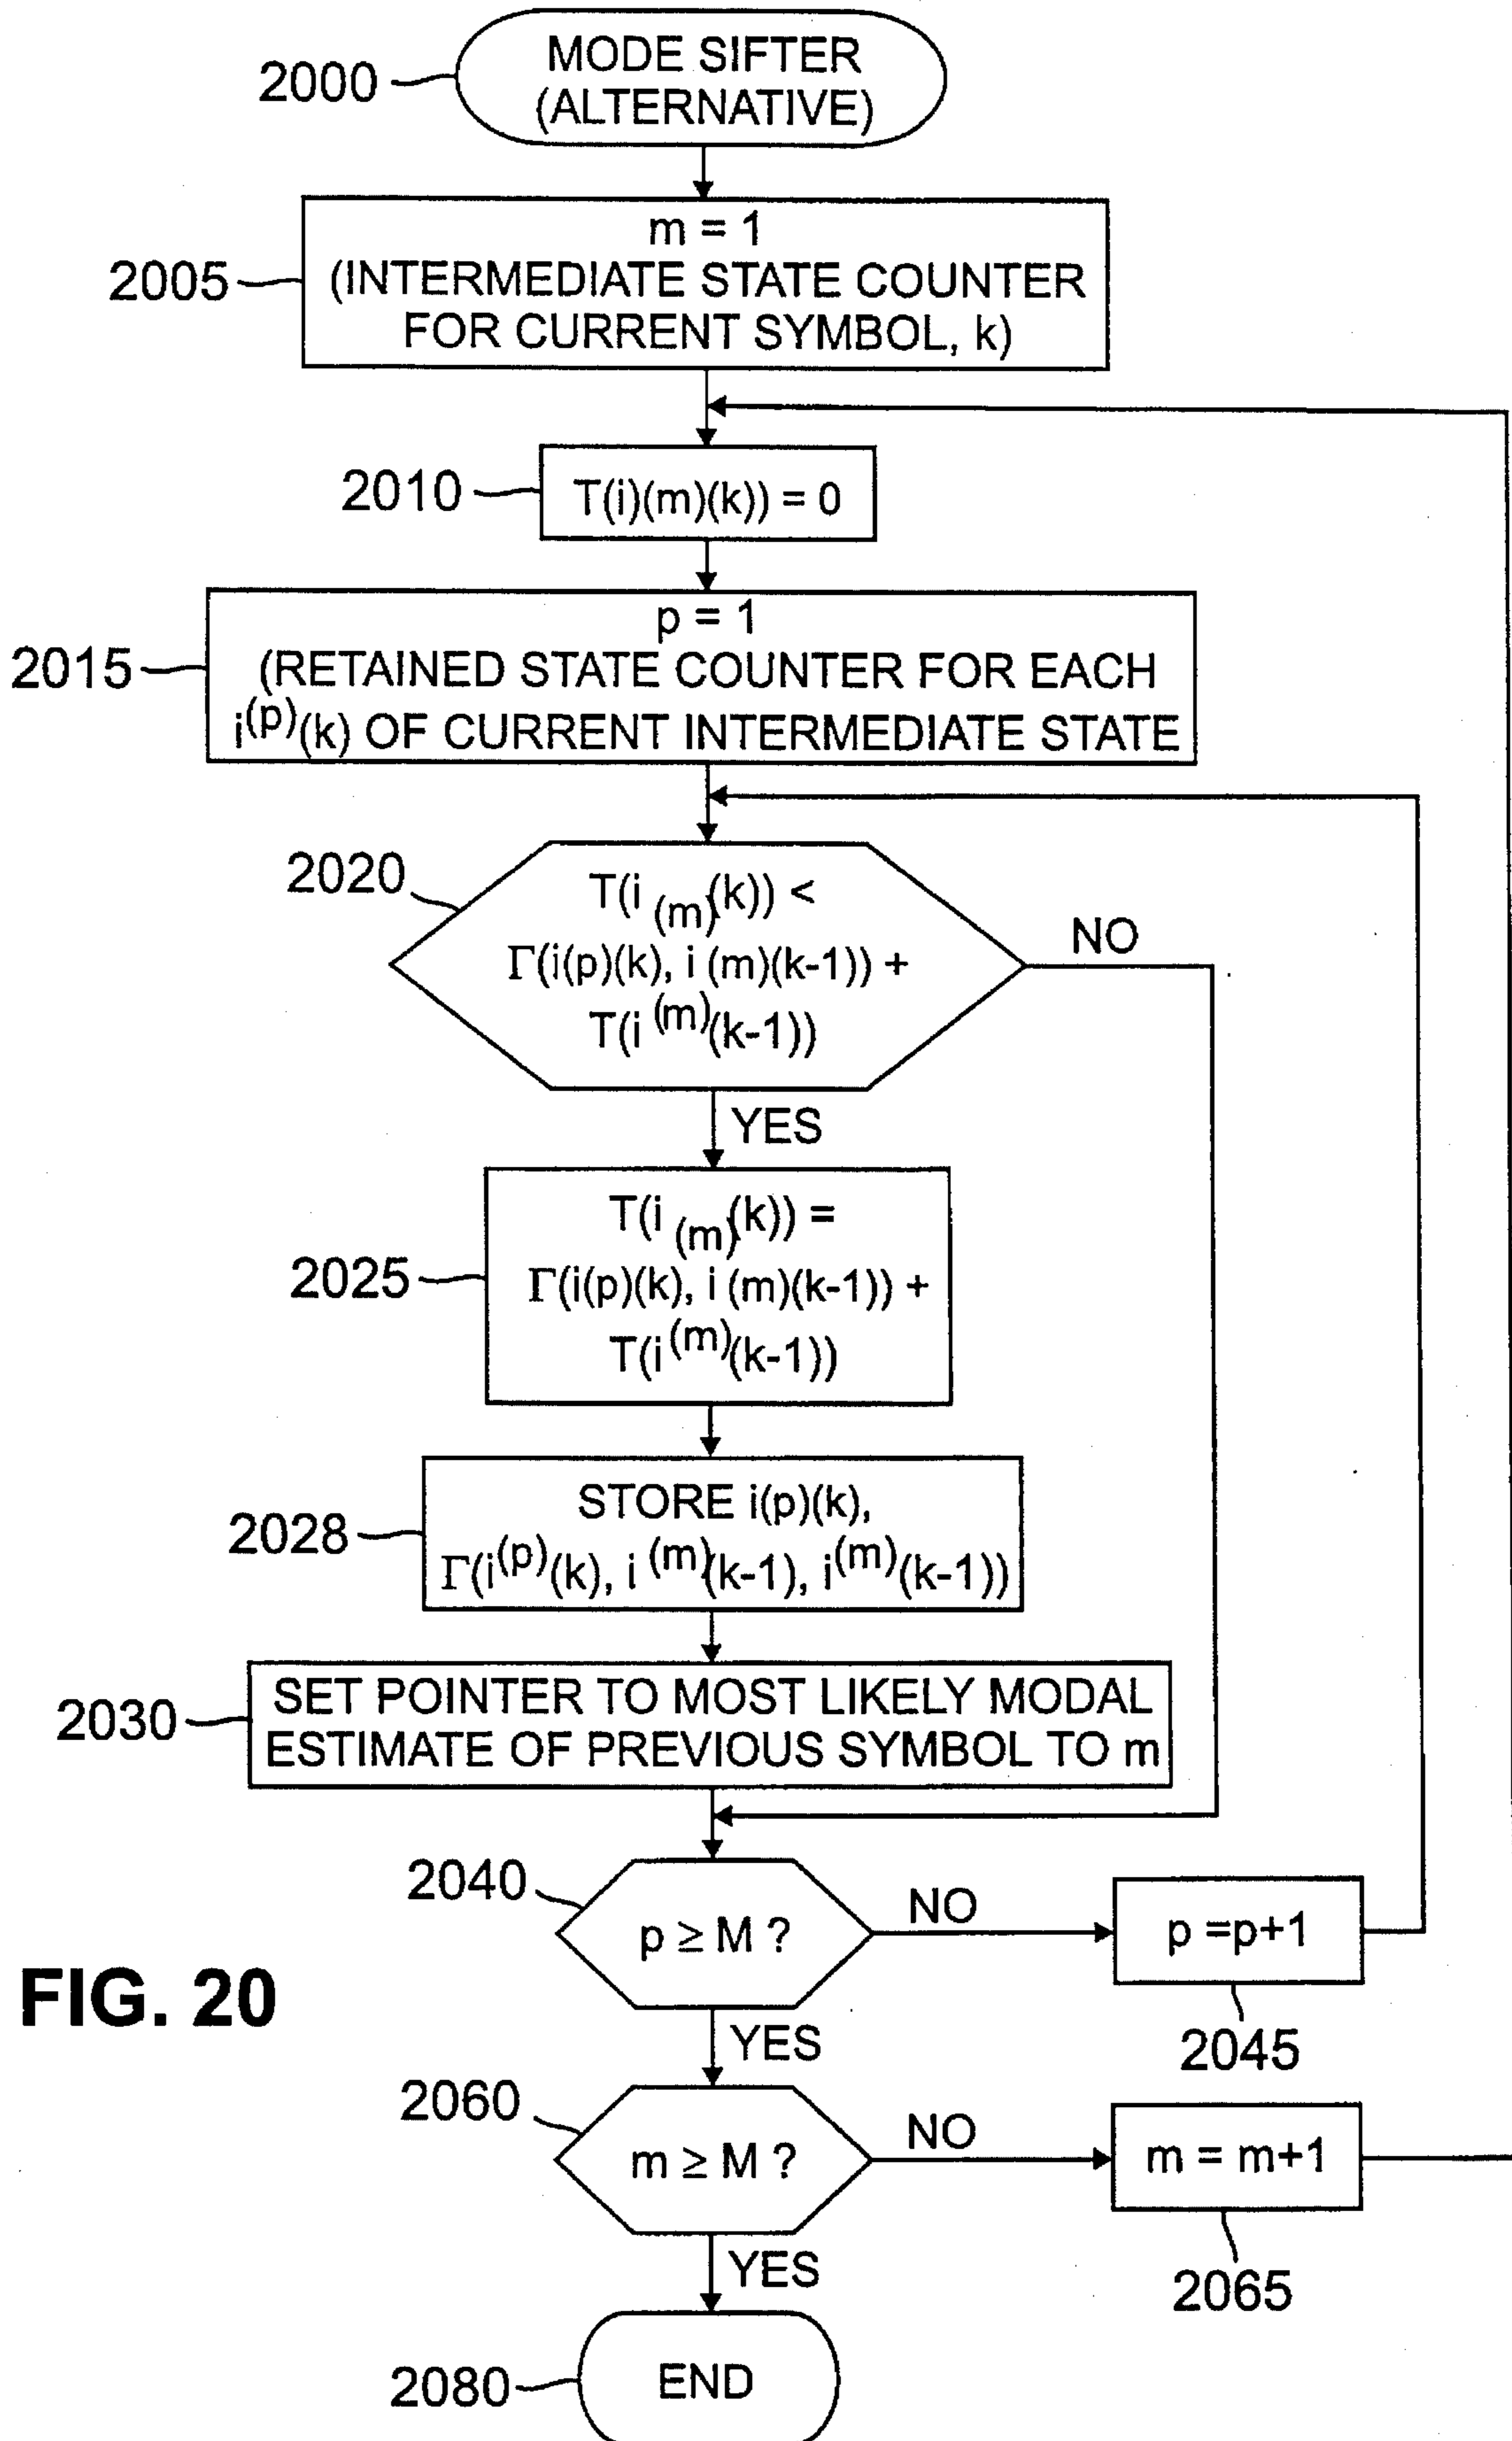 2000
MODE SIFTER
(ALTERNATIVE)
2005
m = 1
(INTERMEDIATE STATE COUNTER
FOR CURRENT SYMBOL, k)
2010
T(i)(m)(k)) = 0
2015
p = 1
(RETAINED STATE COUNTER FOR EACH
i^(p)(k) OF CURRENT INTERMEDIATE STATE
2020
T(i_(m)(k)) <
Γ(i(p)(k), i (m)(k-1)) +
T(i^(m)(k-1))
NO
YES
2025
T(i_(m)(k)) =
Γ(i(p)(k), i (m)(k-1)) +
T(i^(m)(k-1))
2028
STORE i(p)(k),
Γ(i^(p)(k), i^(m)(k-1), i^(m)(k-1))
2030
SET POINTER TO MOST LIKELY MODAL
ESTIMATE OF PREVIOUS SYMBOL TO m
2040
p ≥ M ?
NO
p =p+1
2045
YES
FIG. 20
2060
m ≥ M ?
NO
m = m+1
2065
YES
2080
END